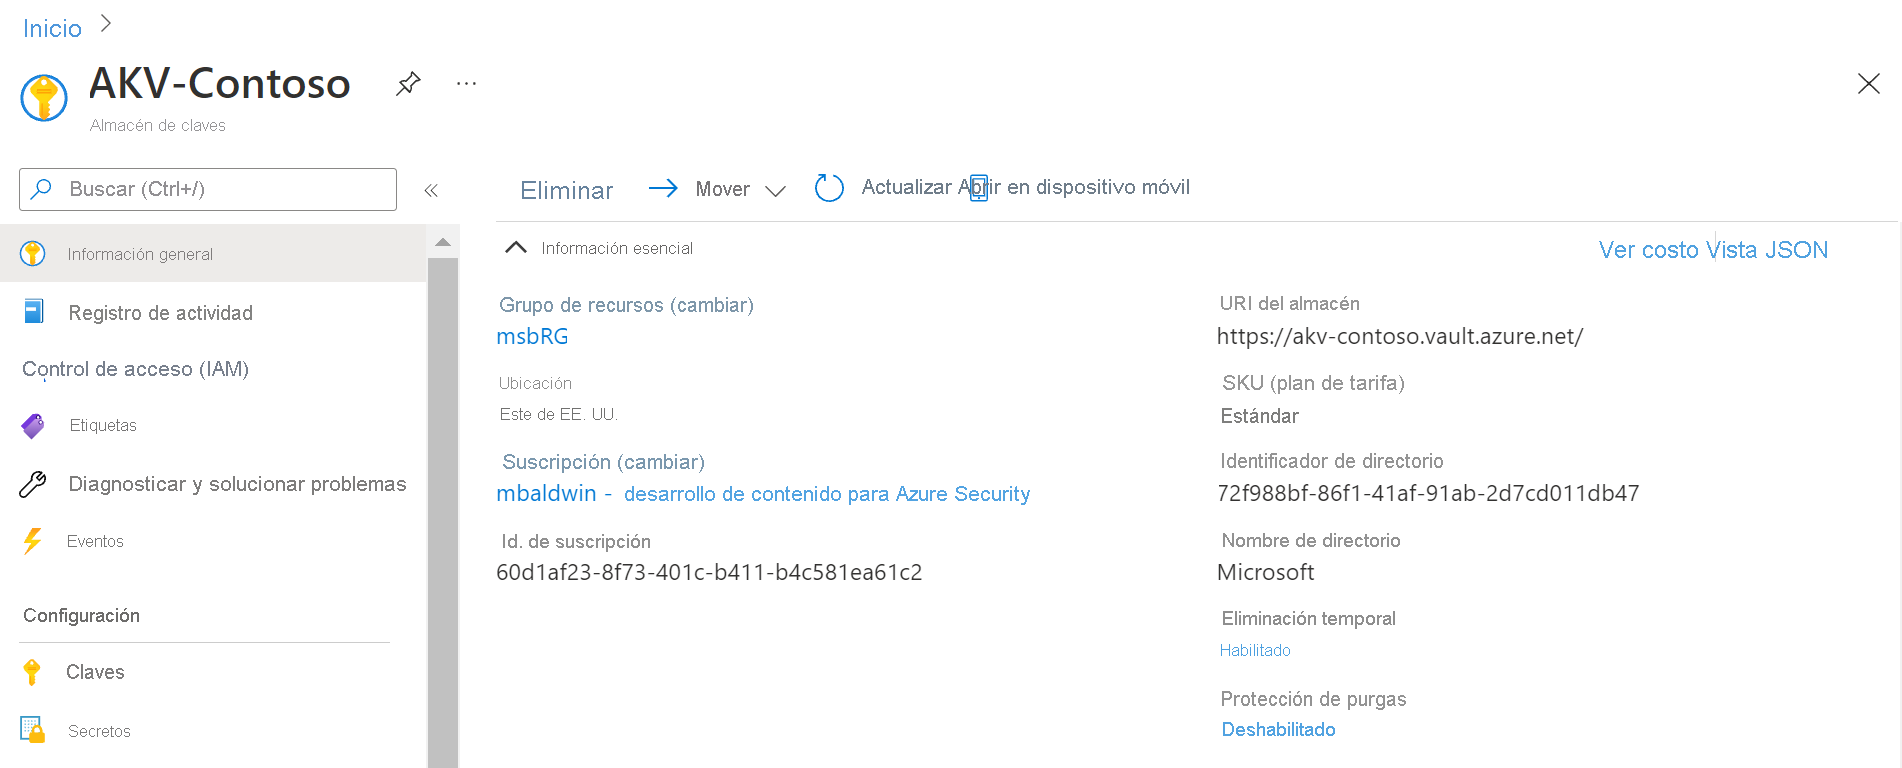 Inicio
AKV-Contoso
Almacén de claves
Buscar (Ctrl+/)
Información general
Registro de actividad
Control de acceso (IAM)
Etiquetas
Diagnosticar y solucionar problemas
Eventos
Configuración
Claves
Secretos
Eliminar
Mover
Actualizar Abrir en dispositivo móvil
Información esencial
Ver costo Vista JSON
Grupo de recursos (cambiar)
msbRG
Ubicación
Este de EE. UU.
Suscripción (cambiar)
mbaldwin - desarrollo de contenido para Azure Security
Id. de suscripción
60d1af23-8f73-401c-b411-b4c581ea61c2
URI del almacén
https://akv-contoso.vault.azure.net/
SKU (plan de tarifa)
Estándar
Identificador de directorio
72f988bf-86f1-41af-91ab-2d7cd011db47
Nombre de directorio
Microsoft
Eliminación temporal
Habilitado
Protección de purgas
Deshabilitado